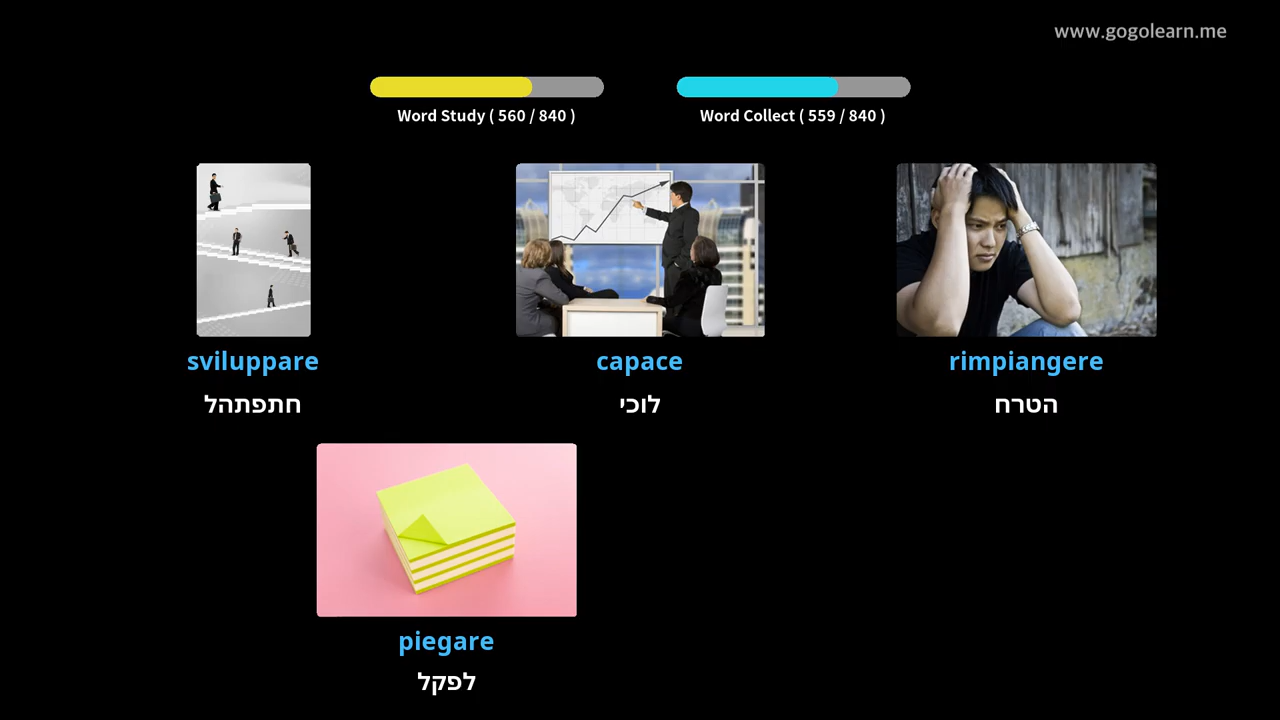 www.gogolearn.me
Word Study ( 560 / 840 )
Word Collect ( 559 / 840 )
sviluppare
חתפתהל
capace
לוכי
rimpiangere
הטרח
piegare
לפקל